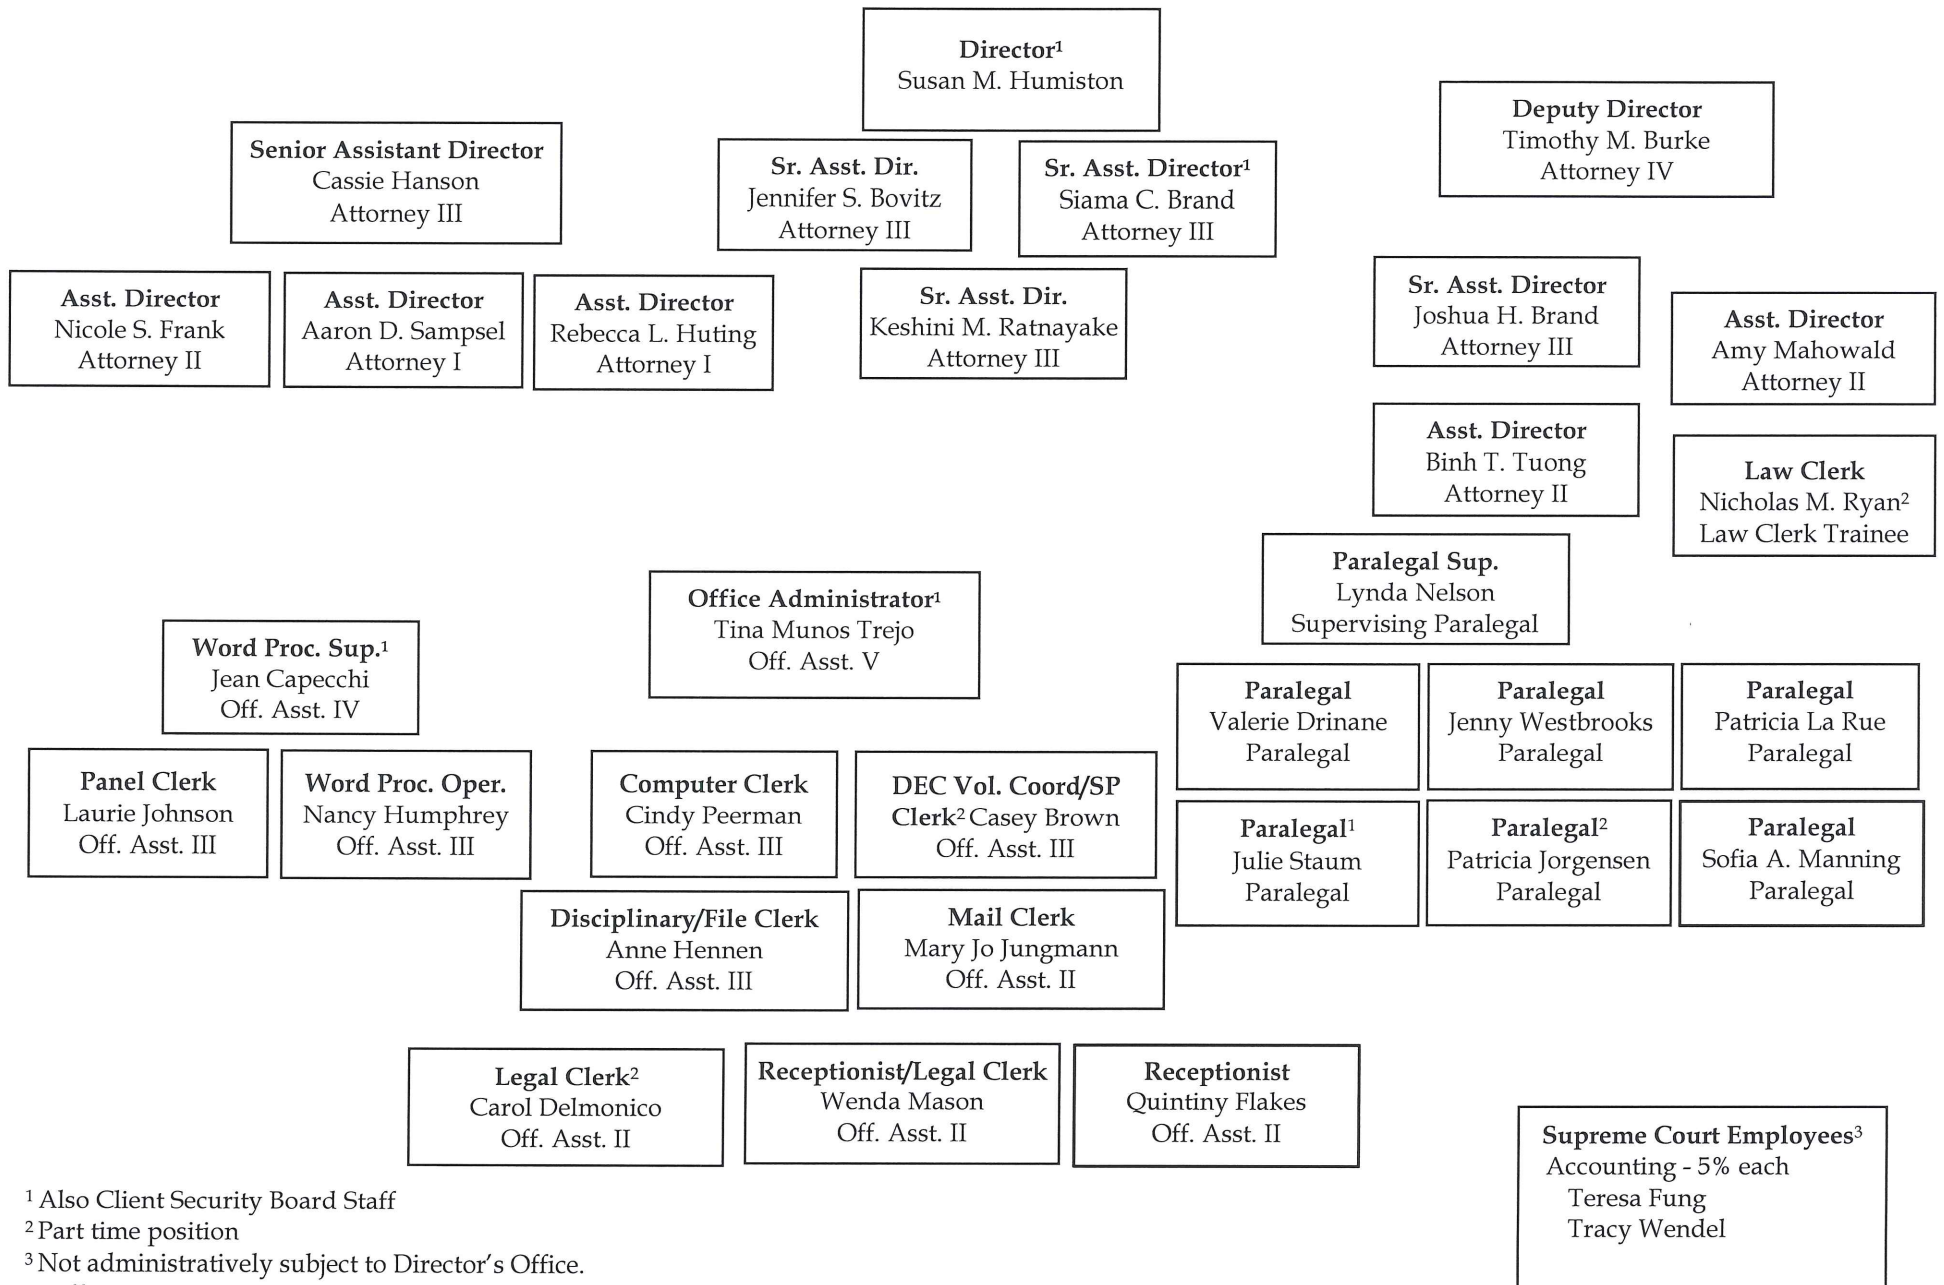 Director¹
Susan M. Humiston
Deputy Director
Timothy M. Burke
Attorney IV
Senior Assistant Director
Cassie Hanson
Attorney III
Sr. Asst. Dir.
Jennifer S. Bovitz
Attorney III
Sr. Asst. Director¹
Siama C. Brand
Attorney III
Asst. Director
Nicole S. Frank
Attorney II
Asst. Director
Aaron D. Sampsel
Attorney I
Asst. Director
Rebecca L. Huting
Attorney I
Sr. Asst. Dir.
Keshini M. Ratnayake
Attorney III
Sr. Asst. Director
Joshua H. Brand
Attorney III
Asst. Director
Amy Mahowald
Attorney II
Asst. Director
Binh T. Tuong
Attorney II
Law Clerk
Nicholas M. Ryan²
Law Clerk Trainee
Paralegal Sup.
Lynda Nelson
Supervising Paralegal
Office Administrator¹
Tina Munos Trejo
Off. Asst. V
Word Proc. Sup.¹
Jean Capecchi
Off. Asst. IV
Paralegal
Valerie Drinane
Paralegal
Paralegal
Jenny Westbrooks
Paralegal
Paralegal
Patricia La Rue
Paralegal
Panel Clerk
Laurie Johnson
Off. Asst. III
Word Proc. Oper.
Nancy Humphrey
Off. Asst. III
Computer Clerk
Cindy Peerman
Off. Asst. III
DEC Vol. Coord/SP
Clerk² Casey Brown
Off. Asst. III
Paralegal¹
Julie Staum
Paralegal
Paralegal²
Patricia Jorgensen
Paralegal
Paralegal
Sofia A. Manning
Paralegal
Disciplinary/File Clerk
Anne Hennen
Off. Asst. III
Mail Clerk
Mary Jo Jungmann
Off. Asst. II
Legal Clerk²
Carol Delmonico
Off. Asst. II
Receptionist/Legal Clerk
Wenda Mason
Off. Asst. II
Receptionist
Quintiny Flakes
Off. Asst. II
Supreme Court Employees³
Accounting - 5% each
Teresa Fung
Tracy Wendel
¹ Also Client Security Board Staff
² Part time position
³ Not administratively subject to Director's Office.